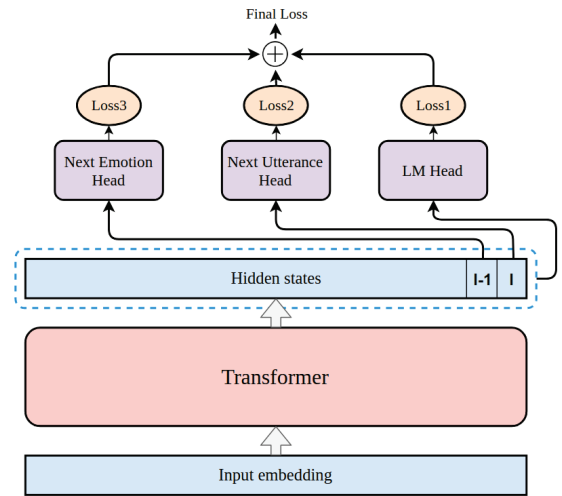 Final Loss
+
Loss3
Loss2
Loss1
Next Emotion
Head
Next Utterance
Head
LM Head
Hidden states
l-1
l
Transformer
Input embedding